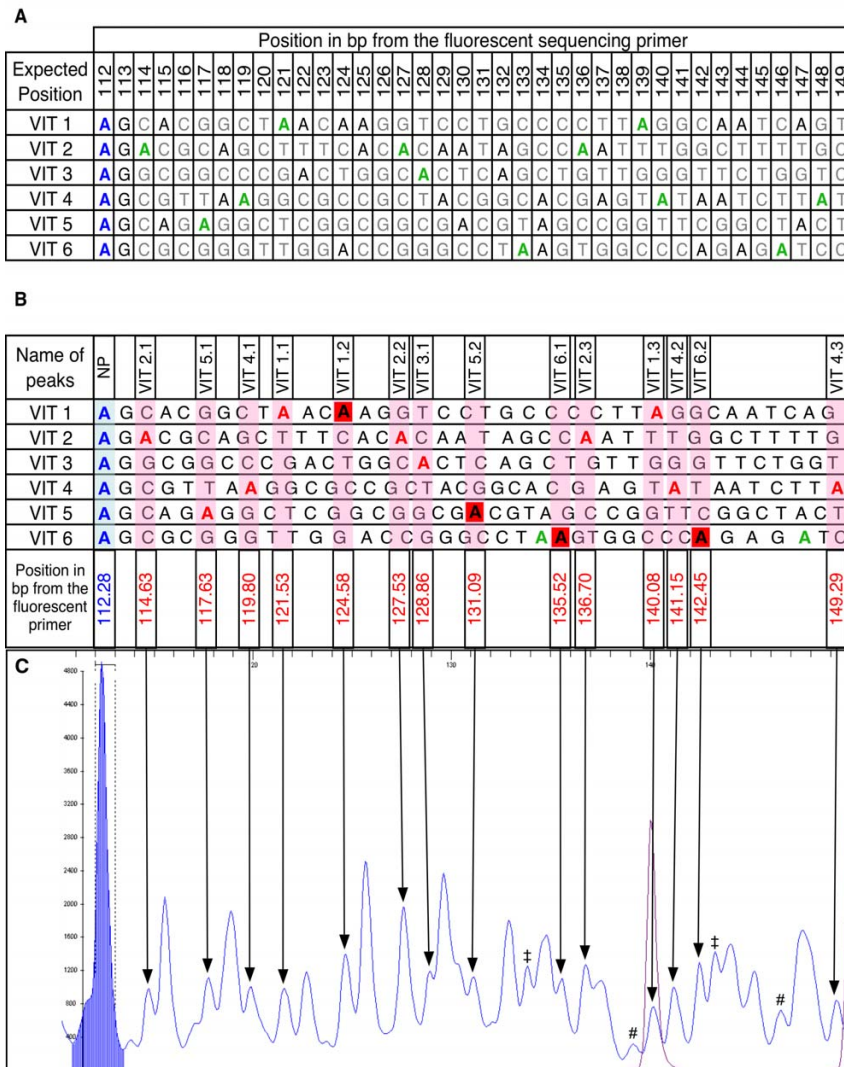 A
Position in bp from the fluorescent sequencing primer
Expected Position 112 113 114 115 116 117 118 119 120 121 122 123 124 125 126 127 128 129 130 131 132 133 134 135 136 137 138 139 140 141 142 143 144 145 146 147 148 149
VIT 1 A G C A C G G C T A A C A A G G T C C T G C C C C T T A G G C A A T C A G T
VIT 2 A G A C G C A G C T T T C A C A C A A T A G C C A A T T T G G C T T T T G C
VIT 3 A G G C G G C C C G A C T G G C A C T C A G C T G T T G G G T T C T G G T C
VIT 4 A G C G T T A A G G C G C C G C T A C G G C A C G A G T A T A A T C T T A T
VIT 5 A G C A G A G G C T C G G C G G C G A C G T A G C C G G T T C G G C T A C T
VIT 6 A G C G C G G G T T G G A C C G G G C C T A A G T G G C C C A G A G A T C C
B
Name of peaks NP VIT 2.1 VIT 5.1 VIT 4.1 VIT 1.1 VIT 1.2 VIT 2.2 VIT 3.1 VIT 5.2 VIT 6.1 VIT 2.3 VIT 1.3 VIT 4.2 VIT 6.2 VIT 4.3
VIT 1 A G C A C G G C T A A C A A G G T C C T G C C C C T T A G G C A A T C A G
VIT 2 A G A C G C A G C T T T C A C A C A A T A G C C A A T T T G G C T T T T G
VIT 3 A G G C G G C C C G A C T G G C A C T C A G C T G T T G G G T T C T G G T
VIT 4 A G C G T T A A G G C G C C G C T A C G G C A C G A G T A T A A T C T T A
VIT 5 A G C A G A G G C T C G G C G G C G A C G T A G C C G G T T C G G C T A C T
VIT 6 A G C G C G G G T T G G A C C G G G C C T A A G T G G C C C A G A G A T C
Position in bp from the fluorescent primer 112.28 114.63 117.63 119.80 121.53 124.58 127.53 128.86 131.09 135.52 136.70 140.08 141.15 142.45 149.29
C
20 130 140
4800
4400
4000
3600
3200
2800
2400
2000
1600
1200
800
400
‡ ‡
# #